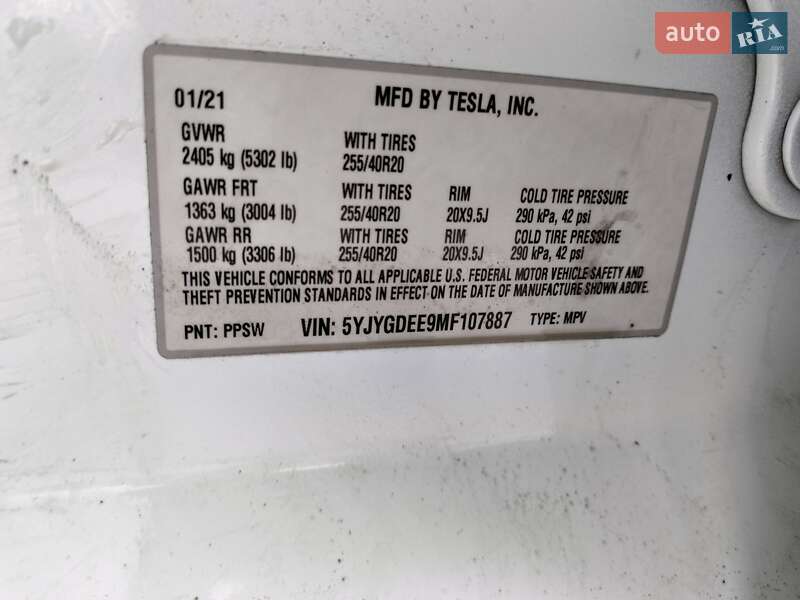 auto RIA.com
01/21 MFD BY TESLA, INC.
GVWR WITH TIRES
2405 kg (5302 lb) 255/40R20
GAWR FRT WITH TIRES RIM COLD TIRE PRESSURE
1363 kg (3004 lb) 255/40R20 20X9.5J 290 kPa, 42 psi
GAWR RR WITH TIRES RIM COLD TIRE PRESSURE
1500 kg (3306 lb) 255/40R20 20X9.5J 290 kPa, 42 psi
THIS VEHICLE CONFORMS TO ALL APPLICABLE U.S. FEDERAL MOTOR VEHICLE SAFETY AND
THEFT PREVENTION STANDARDS IN EFFECT ON THE DATE OF MANUFACTURE SHOWN ABOVE.
PNT: PPSW VIN: 5YJYGDEE9MF107887 TYPE: MPV